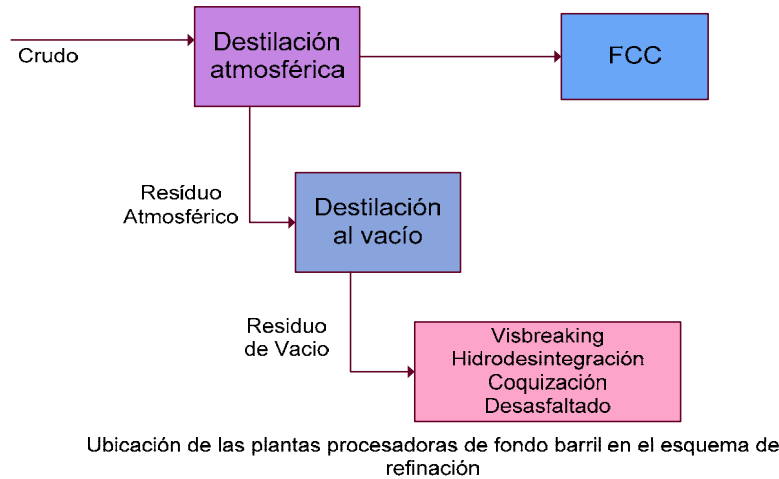 Crudo
Destilación
atmosférica
FCC
Resíduo
Atmosférico
Destilación
al vacío
Residuo
de Vacio
Visbreaking
Hidrodesintegración
Coquización
Desasfaltado
Ubicación de las plantas procesadoras de fondo barril en el esquema de
refinación